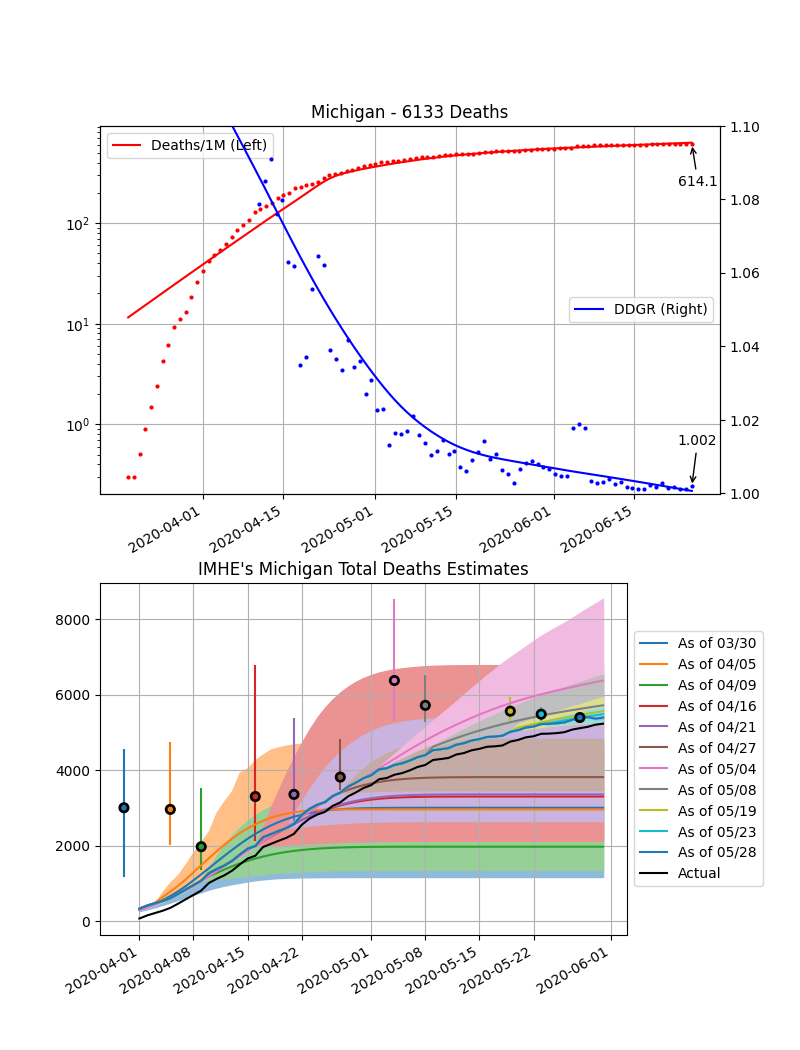 Michigan - 6133 Deaths
Deaths/1M (Left)
DDGR (Right)
614.1
1.002
10²
10¹
10⁰
1.10
1.08
1.06
1.04
1.02
1.00
2020-04-01
2020-04-15
2020-05-01
2020-05-15
2020-06-01
2020-06-15
IMHE's Michigan Total Deaths Estimates
8000
6000
4000
2000
0
2020-04-01
2020-04-08
2020-04-15
2020-04-22
2020-05-01
2020-05-08
2020-05-15
2020-05-22
2020-06-01
As of 03/30
As of 04/05
As of 04/09
As of 04/16
As of 04/21
As of 04/27
As of 05/04
As of 05/08
As of 05/19
As of 05/23
As of 05/28
Actual